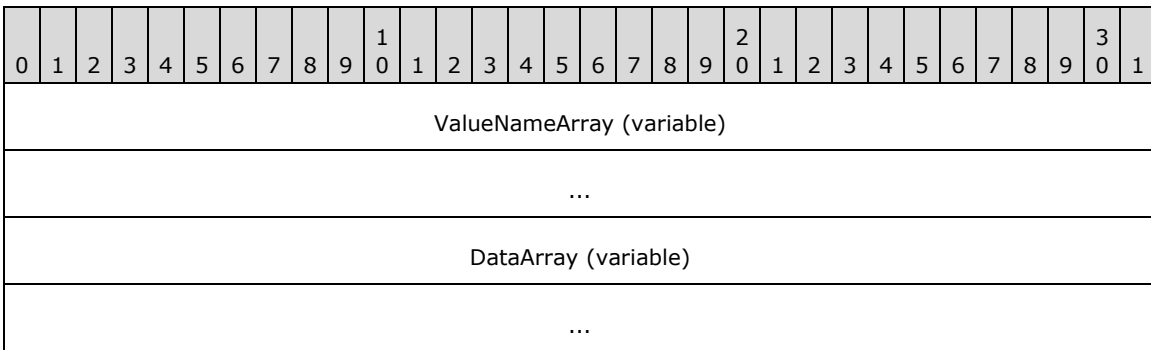 1 2 3
0 1 2 3 4 5 6 7 8 9 0 1 2 3 4 5 6 7 8 9 0 1 2 3 4 5 6 7 8 9 0 1
ValueNameArray (variable)
...
DataArray (variable)
...